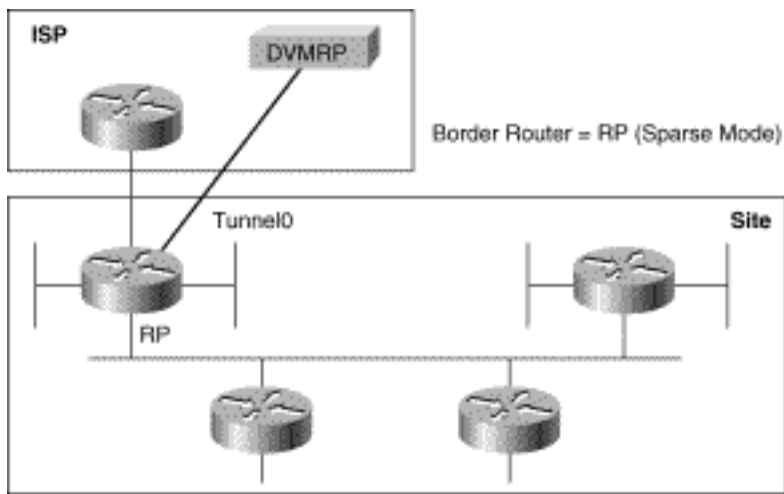 ISP
DVMRP
Border Router = RP (Sparse Mode)
Tunnel0
Site
RP